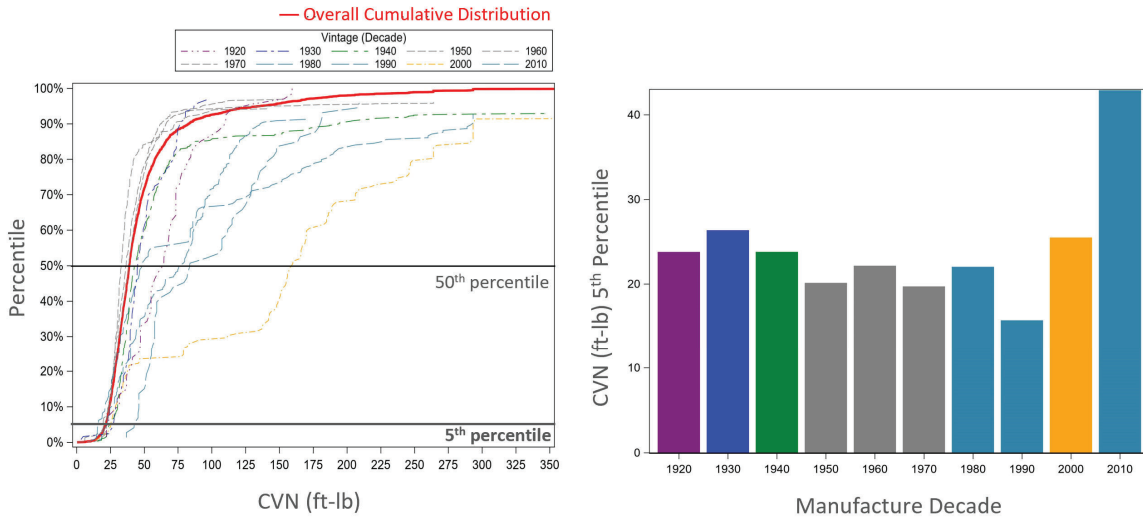 Overall Cumulative Distribution
Vintage (Decade)
1920 1930 1940 1950 1960
1970 1980 1990 2000 2010
Percentile
100%
90%
80%
70%
60%
50%
40%
30%
20%
10%
0%
50th percentile
5th percentile
0 25 50 75 100 125 150 175 200 225 250 275 300 325 350
CVN (ft-lb)
CVN (ft-lb) 5th Percentile
40
30
20
10
0
1920 1930 1940 1950 1960 1970 1980 1990 2000 2010
Manufacture Decade